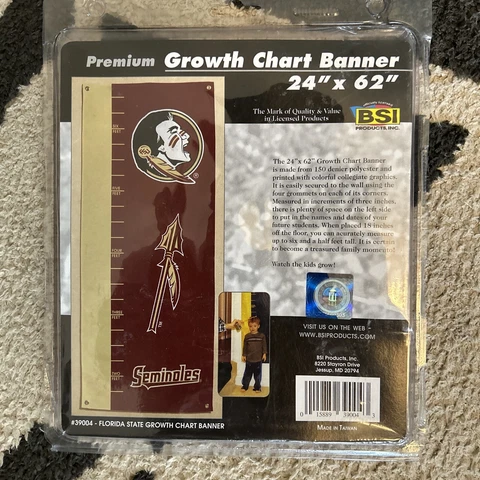 Premium Growth Chart Banner
24" x 62"
The Mark of Quality & Value
in Licensed Products
BSI
PRODUCTS, INC.
The 24"x 62" Growth Chart Banner
is made from 150 denier polyester and
printed with colorful collegiate graphics.
It is easily secured to the wall using the
four grommets on each of its corners.
Measured in increments of three inches,
there is plenty of space on the left side
to put in the names and dates of your
future students. When placed 18 inches
off the floor, you can acurately measure
up to six and a half feet tall. It is certain
to become a treasured family momento!
Watch the kids grow!
FIVE
FEET
THREE
FEET
TWO
FEET
Seminoles
VISIT US ON THE WEB -
WWW.BSIPRODUCTS.COM
BSI Products, Inc.
8220 Stayton Drive
Jessup, MD 20794
0 15889 39004 3
MADE IN TAIWAN
#39004 - FLORIDA STATE GROWTH CHART BANNER